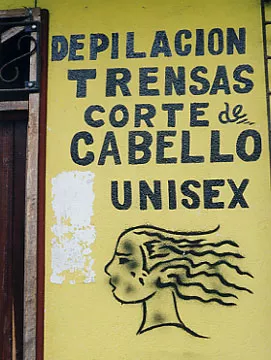 DEPILACION
TRENSAS
CORTE de
CABELLO
UNISEX